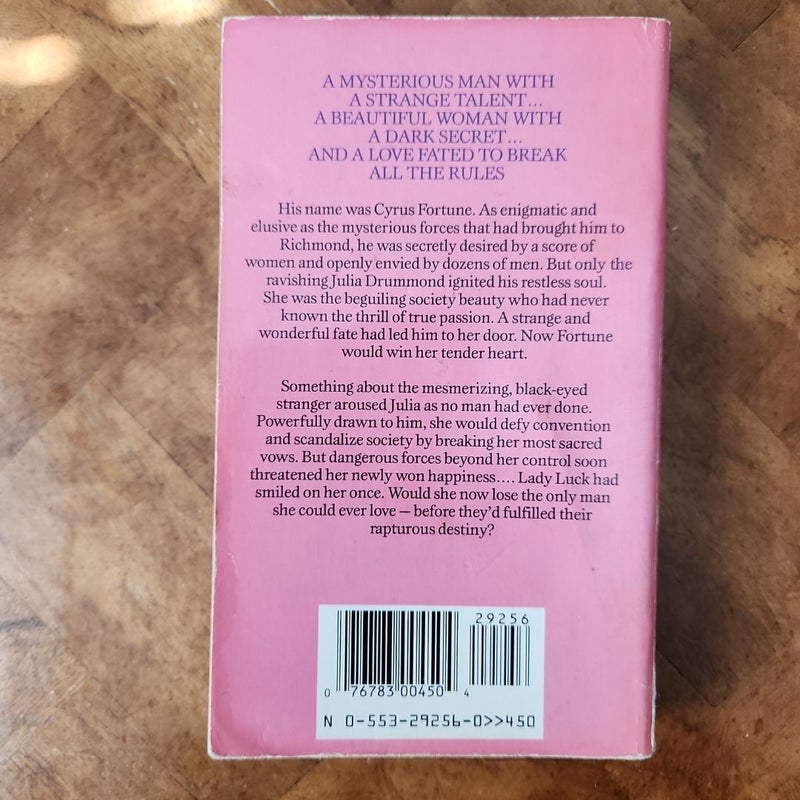 A MYSTERIOUS MAN WITH
A STRANGE TALENT...
A BEAUTIFUL WOMAN WITH
A DARK SECRET...
AND A LOVE FATED TO BREAK
ALL THE RULES
His name was Cyrus Fortune. As enigmatic and
elusive as the mysterious forces that had brought him to
Richmond, he was secretly desired by a score of
women and openly envied by dozens of men. But only the
ravishing Julia Drummond ignited his restless soul.
She was the beguiling society beauty who had never
known the thrill of true passion. A strange and
wonderful fate had led him to her door. Now Fortune
would win her tender heart.
Something about the mesmerizing, black-eyed
stranger aroused Julia as no man had ever done.
Powerfully drawn to him, she would defy convention
and scandalize society by breaking her most sacred
vows. But dangerous forces beyond her control soon
threatened her newly won happiness.... Lady Luck had
smiled on her once. Would she now lose the only man
she could ever love — before they'd fulfilled their
rapturous destiny?
29256
0 76783 00450 4
N 0-553-29256-0>>450